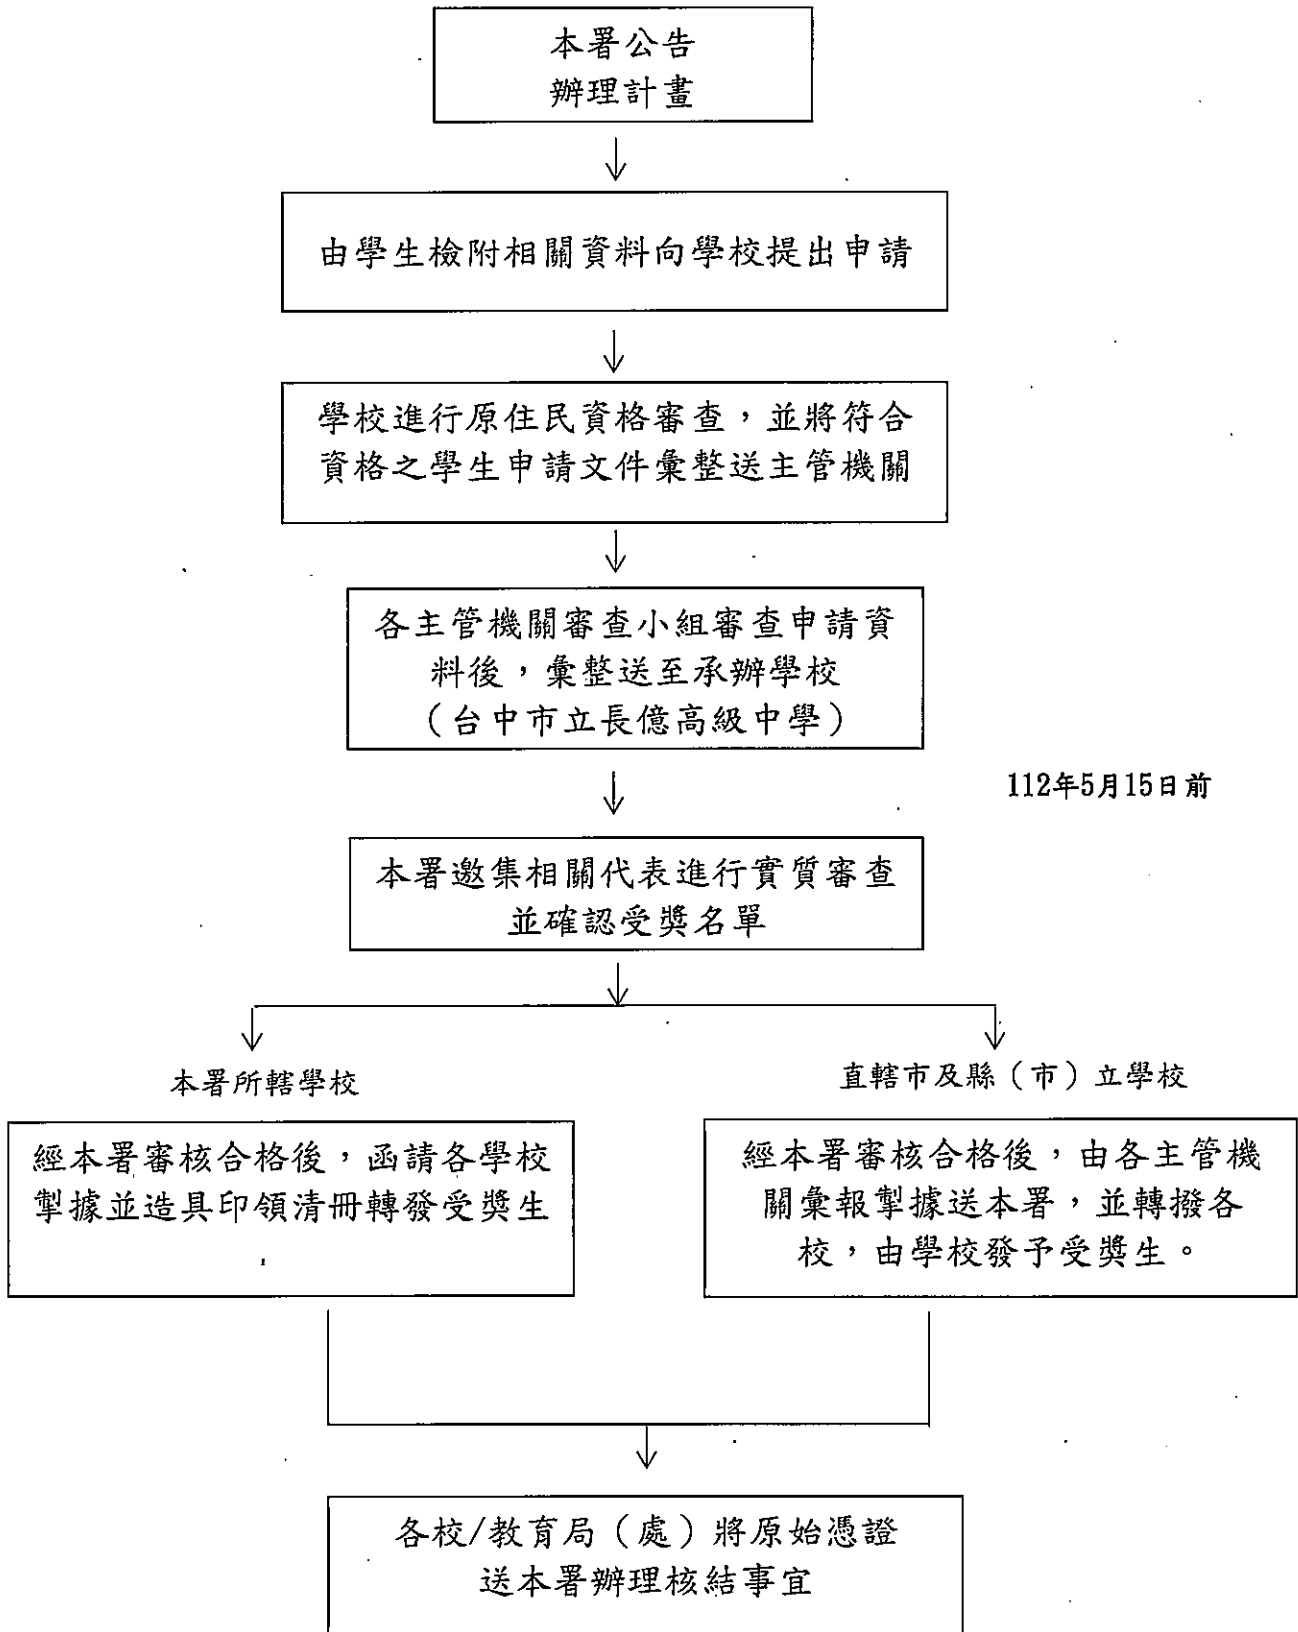 本署公告
辦理計畫
由學生檢附相關資料向學校提出申請
學校進行原住民資格審查，並將符合
資格之學生申請文件彙整送主管機關
各主管機關審查小組審查申請資
料後，彙整送至承辦學校
（台中市立長億高級中學）
112年5月15日前
本署邀集相關代表進行實質審查
並確認受獎名單
本署所轄學校
直轄市及縣（市）立學校
經本署審核合格後，函請各學校
掣據並造具印領清冊轉發受獎生
經本署審核合格後，由各主管機
關彙報掣據送本署，並轉撥各
校，由學校發予受獎生。
各校/教育局（處）將原始憑證
送本署辦理核結事宜